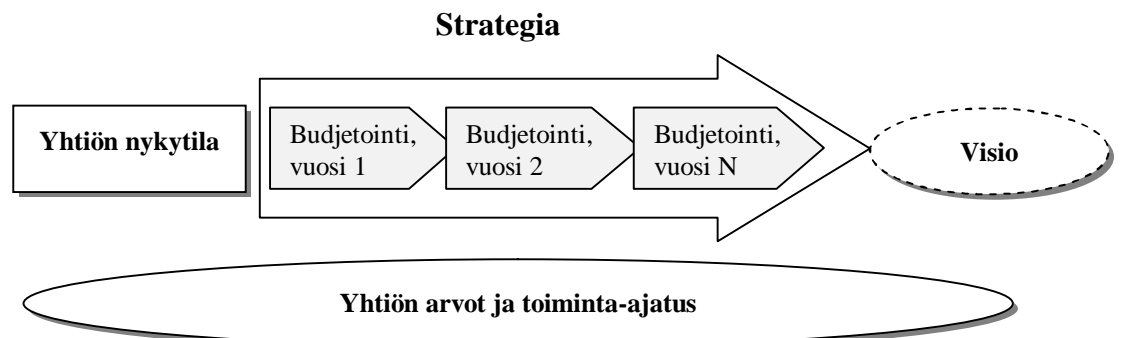 Strategia
Yhtiön nykytila
Budjetointi,
vuosi 1
Budjetointi,
vuosi 2
Budjetointi,
vuosi N
Visio
Yhtiön arvot ja toiminta-ajatus